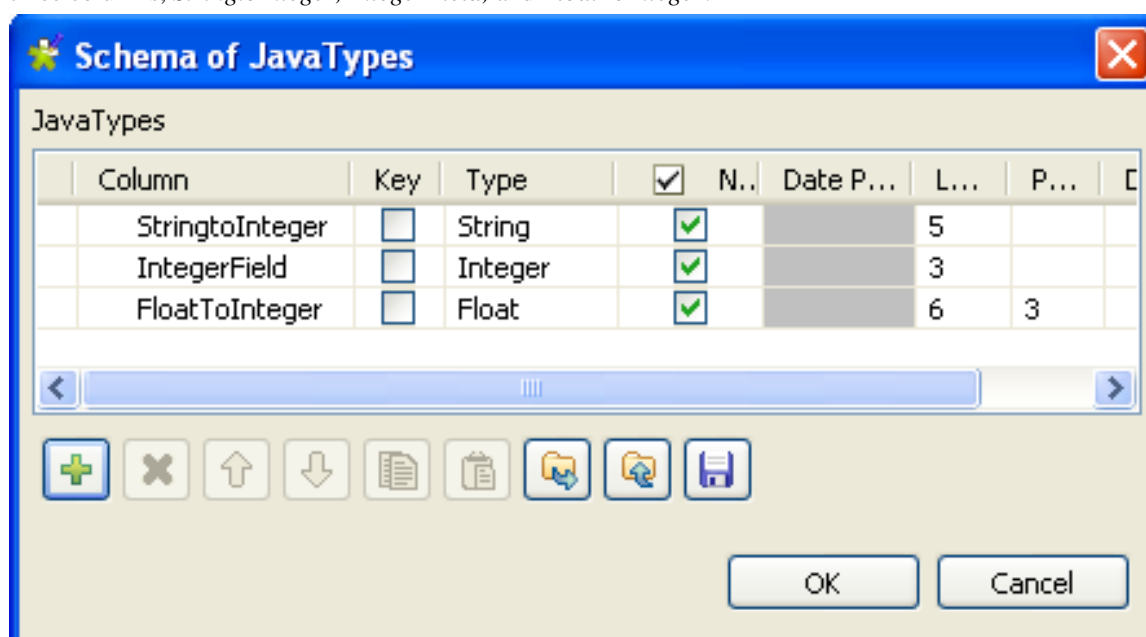 Schema of JavaTypes
JavaTypes
Column Key Type N.. Date P... L... P... D
StringtoInteger String 5
IntegerField Integer 3
FloatToInteger Float 6 3
OK Cancel